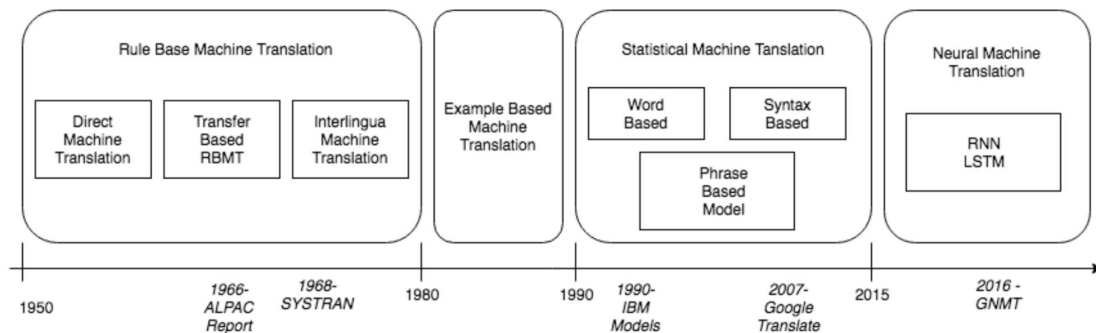 Rule Base Machine Translation
Direct
Machine
Translation
Transfer
Based
RBMT
Interlingua
Machine
Translation
Example Based
Machine
Translation
Statistical Machine Tanslation
Word
Based
Syntax
Based
Phrase
Based
Model
Neural Machine
Translation
RNN
LSTM
1950
1966-
ALPAC
Report
1968-
SYSTRAN
1980
1990
1990-
IBM
Models
2007-
Google
Translate
2015
2016 -
GNMT